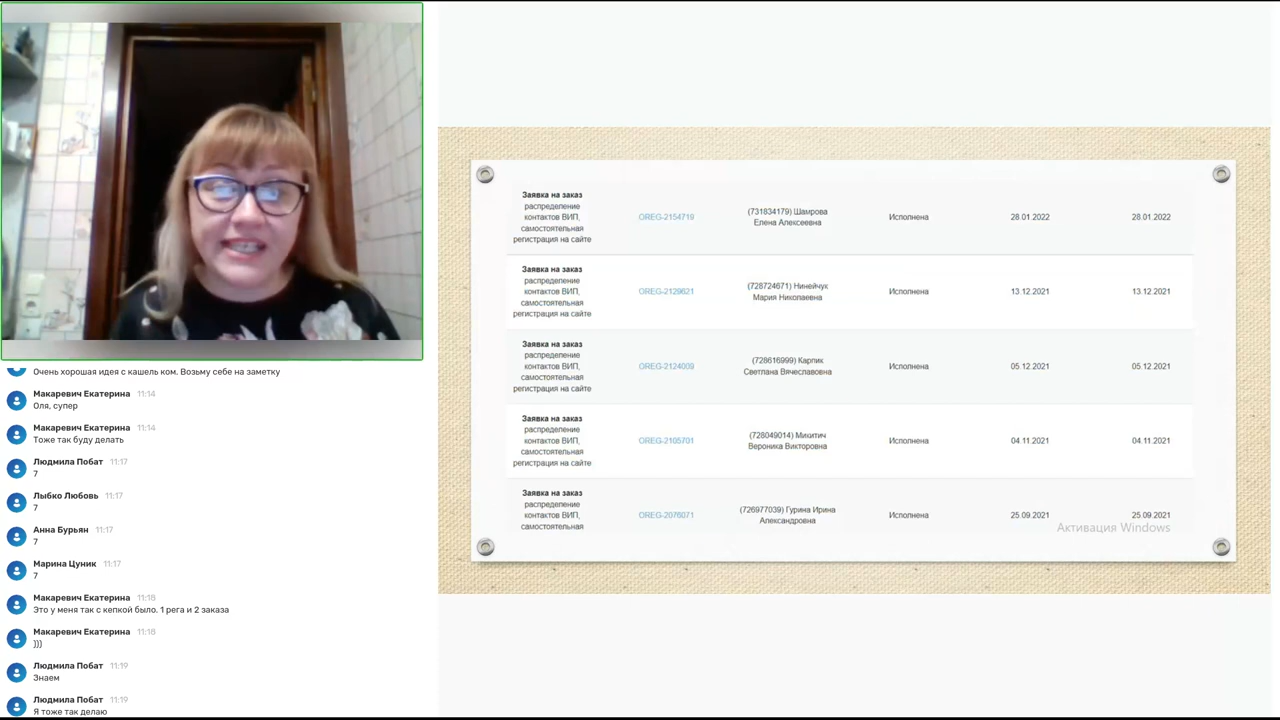 Очень хорошая идея с кашель ком. Возьму себе на заметку
Макаревич Екатерина 11:14
Оля, супер
Макаревич Екатерина 11:14
Тоже так буду делать
Людмила Побат 11:17
7
Лыбко Любовь 11:17
7
Анна Бурьян 11:17
7
Марина Цуник 11:17
7
Макаревич Екатерина 11:18
Это у меня так с кепкой было. 1 рега и 2 заказа
Макаревич Екатерина 11:18
)))
Людмила Побат 11:19
Знаем
Людмила Побат 11:19
Я тоже так делаю
Заявка на заказ
распределение
контактов ВИП,
самостоятельная
регистрация на сайте
OREG-2154719
(731834179) Шамрова
Елена Алексеевна
Исполнена
28.01.2022
28.01.2022
Заявка на заказ
распределение
контактов ВИП,
самостоятельная
регистрация на сайте
OREG-2129621
(728724671) Нинейчук
Мария Николаевна
Исполнена
13.12.2021
13.12.2021
Заявка на заказ
распределение
контактов ВИП,
самостоятельная
регистрация на сайте
OREG-2124009
(728616999) Карпик
Светлана Вячеславовна
Исполнена
05.12.2021
05.12.2021
Заявка на заказ
распределение
контактов ВИП,
самостоятельная
регистрация на сайте
OREG-2105701
(728049014) Микитич
Вероника Викторовна
Исполнена
04.11.2021
04.11.2021
Заявка на заказ
распределение
контактов ВИП,
самостоятельная
OREG-2076071
(726977039) Гурина Ирина
Александровна
Исполнена
25.09.2021
25.09.2021
Активация Windows